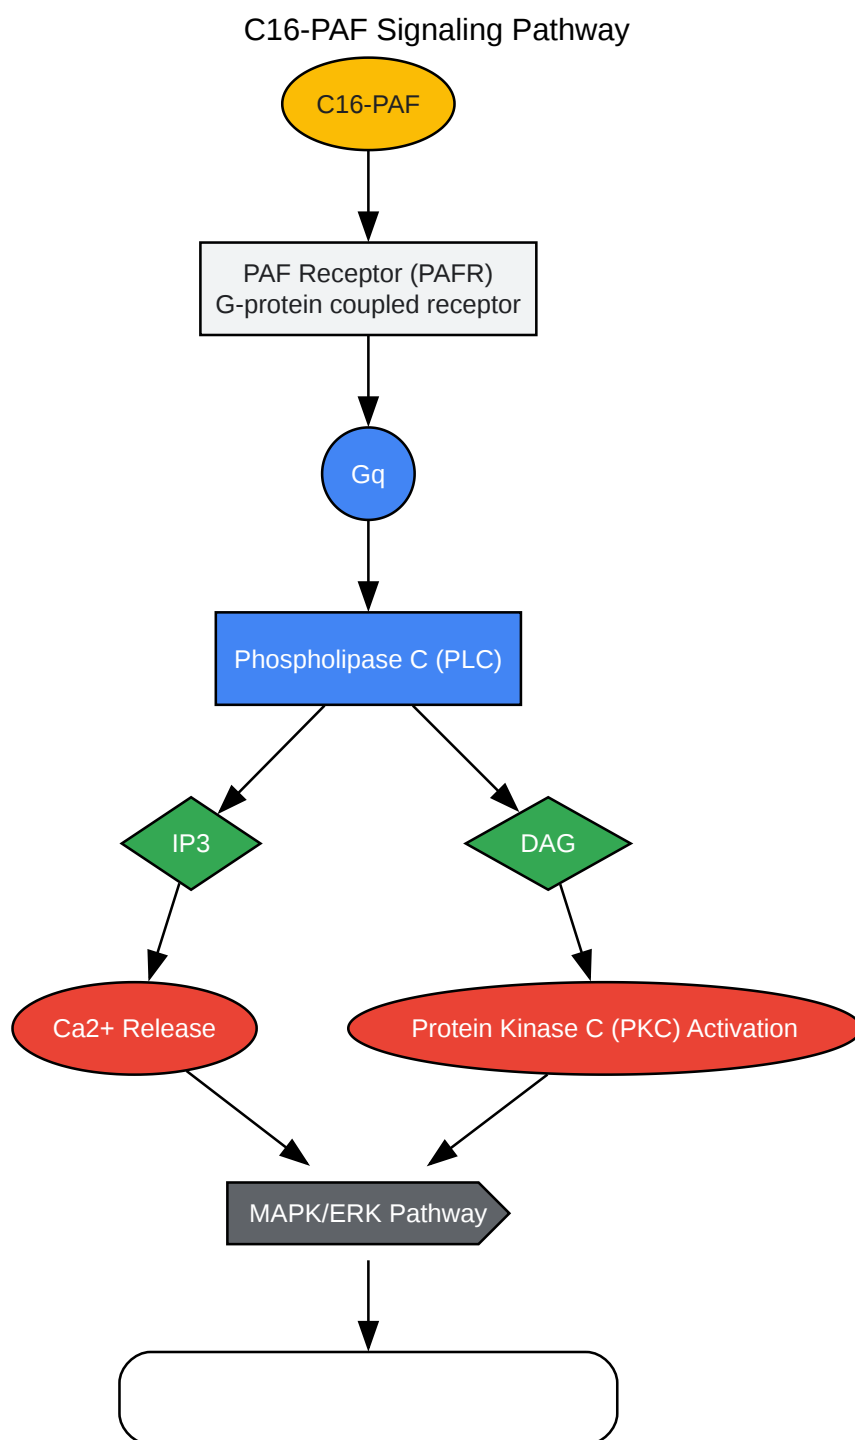 C16-PAF Signaling Pathway
C16-PAF
PAF Receptor (PAFR)
G-protein coupled receptor
Gq
Phospholipase C (PLC)
IP3
DAG
Ca2+ Release
Protein Kinase C (PKC) Activation
MAPK/ERK Pathway